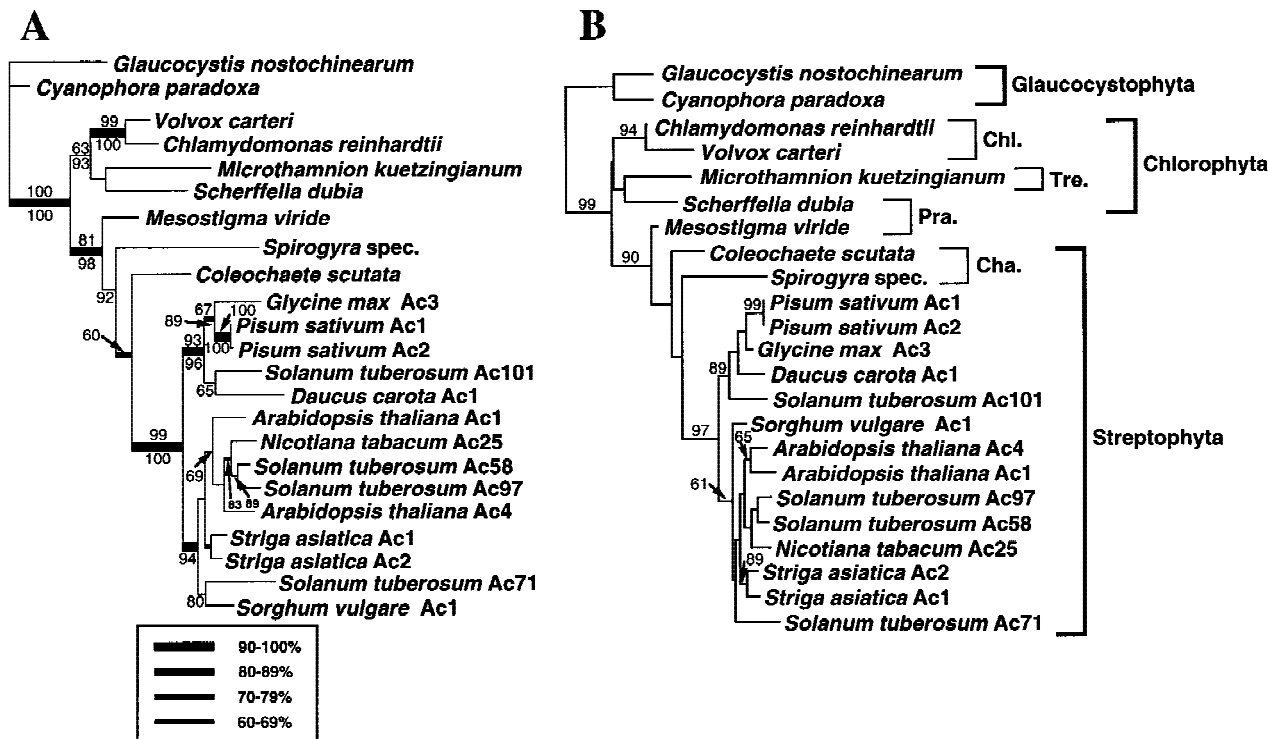 A
Glaucocystis nostochinearum
Cyanophora paradoxa
99
Volvox carteri
100
Chlamydomonas reinhardtii
63
93
Microthamnion kuetzingianum
Scherffella dubia
100
100
Mesostigma viride
81
98
Spirogyra spec.
92
Coleochaete scutata
60
Glycine max Ac3
67
100
89
Pisum sativum Ac1
100
Pisum sativum Ac2
93
96
Solanum tuberosum Ac101
65
Daucus carota Ac1
Arabidopsis thaliana Ac1
99
100
Nicotiana tabacum Ac25
69
Solanum tuberosum Ac58
Solanum tuberosum Ac97
83
89
Arabidopsis thaliana Ac4
Striga asiatica Ac1
94
Striga asiatica Ac2
Solanum tuberosum Ac71
80
Sorghum vulgare Ac1
90-100%
80-89%
70-79%
60-69%
B
Glaucocystis nostochinearum
Cyanophora paradoxa
Glaucocystophyta
94
Chlamydomonas reinhardtii
Volvox carteri
Chl.
Microthamnion kuetzingianum
Tre.
Chlorophyta
99
Scherffella dubia
Mesostigma viride
Pra.
90
Coleochaete scutata
Spirogyra spec.
Cha.
99
Pisum sativum Ac1
Pisum sativum Ac2
Glycine max Ac3
89
Daucus carota Ac1
Solanum tuberosum Ac101
97
Sorghum vulgare Ac1
65
Arabidopsis thaliana Ac4
Arabidopsis thaliana Ac1
61
Solanum tuberosum Ac97
Solanum tuberosum Ac58
Nicotiana tabacum Ac25
89
Striga asiatica Ac2
Striga asiatica Ac1
Solanum tuberosum Ac71
Streptophyta